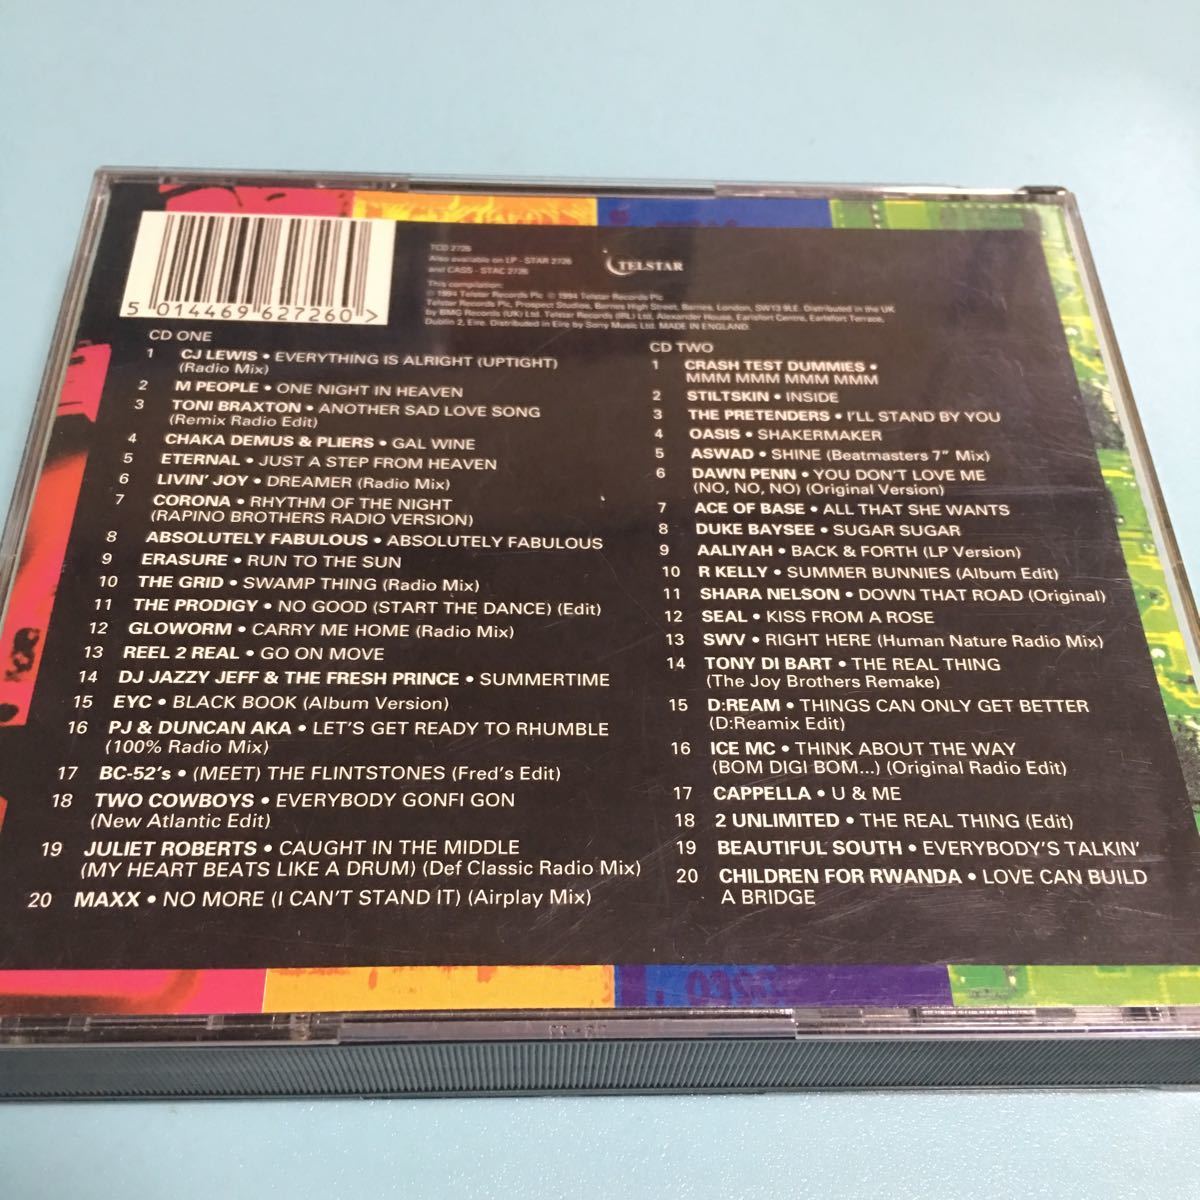 5 014469 627260 >
TCD 2726
Also available on LP - STAR 2726
and CASS - STAC 2726
This compilation:
℗ 1994 Telstar Records Plc © 1994 Telstar Records Plc
Telstar Records Plc, Prospect Studios, Barnes High Street, Barnes, London, SW13 9LE. Distributed in the UK
by BMG Records (UK) Ltd. Telstar Records (IRL) Ltd, Alexander House, Earlsfort Centre, Earlsfort Terrace,
Dublin 2, Eire. Distributed in Eire by Sony Music Ltd. MADE IN ENGLAND
TELSTAR
CD ONE
1 CJ LEWIS • EVERYTHING IS ALRIGHT (UPTIGHT)
(Radio Mix)
2 M PEOPLE • ONE NIGHT IN HEAVEN
3 TONI BRAXTON • ANOTHER SAD LOVE SONG
(Remix Radio Edit)
4 CHAKA DEMUS & PLIERS • GAL WINE
5 ETERNAL • JUST A STEP FROM HEAVEN
6 LIVIN' JOY • DREAMER (Radio Mix)
7 CORONA • RHYTHM OF THE NIGHT
(RAPINO BROTHERS RADIO VERSION)
8 ABSOLUTELY FABULOUS • ABSOLUTELY FABULOUS
9 ERASURE • RUN TO THE SUN
10 THE GRID • SWAMP THING (Radio Mix)
11 THE PRODIGY • NO GOOD (START THE DANCE) (Edit)
12 GLOWORM • CARRY ME HOME (Radio Mix)
13 REEL 2 REAL • GO ON MOVE
14 DJ JAZZY JEFF & THE FRESH PRINCE • SUMMERTIME
15 EYC • BLACK BOOK (Album Version)
16 PJ & DUNCAN AKA • LET'S GET READY TO RHUMBLE
(100% Radio Mix)
17 BC-52's • (MEET) THE FLINTSTONES (Fred's Edit)
18 TWO COWBOYS • EVERYBODY GONFI GON
(New Atlantic Edit)
19 JULIET ROBERTS • CAUGHT IN THE MIDDLE
(MY HEART BEATS LIKE A DRUM) (Def Classic Radio Mix)
20 MAXX • NO MORE (I CAN'T STAND IT) (Airplay Mix)
CD TWO
1 CRASH TEST DUMMIES •
MMM MMM MMM MMM
2 STILTSKIN • INSIDE
3 THE PRETENDERS • I'LL STAND BY YOU
4 OASIS • SHAKERMAKER
5 ASWAD • SHINE (Beatmasters 7" Mix)
6 DAWN PENN • YOU DON'T LOVE ME
(NO, NO, NO) (Original Version)
7 ACE OF BASE • ALL THAT SHE WANTS
8 DUKE BAYSEE • SUGAR SUGAR
9 AALIYAH • BACK & FORTH (LP Version)
10 R KELLY • SUMMER BUNNIES (Album Edit)
11 SHARA NELSON • DOWN THAT ROAD (Original)
12 SEAL • KISS FROM A ROSE
13 SWV • RIGHT HERE (Human Nature Radio Mix)
14 TONY DI BART • THE REAL THING
(The Joy Brothers Remake)
15 D:REAM • THINGS CAN ONLY GET BETTER
(D:Reamix Edit)
16 ICE MC • THINK ABOUT THE WAY
(BOM DIGI BOM...) (Original Radio Edit)
17 CAPPELLA • U & ME
18 2 UNLIMITED • THE REAL THING (Edit)
19 BEAUTIFUL SOUTH • EVERYBODY'S TALKIN'
20 CHILDREN FOR RWANDA • LOVE CAN BUILD
A BRIDGE